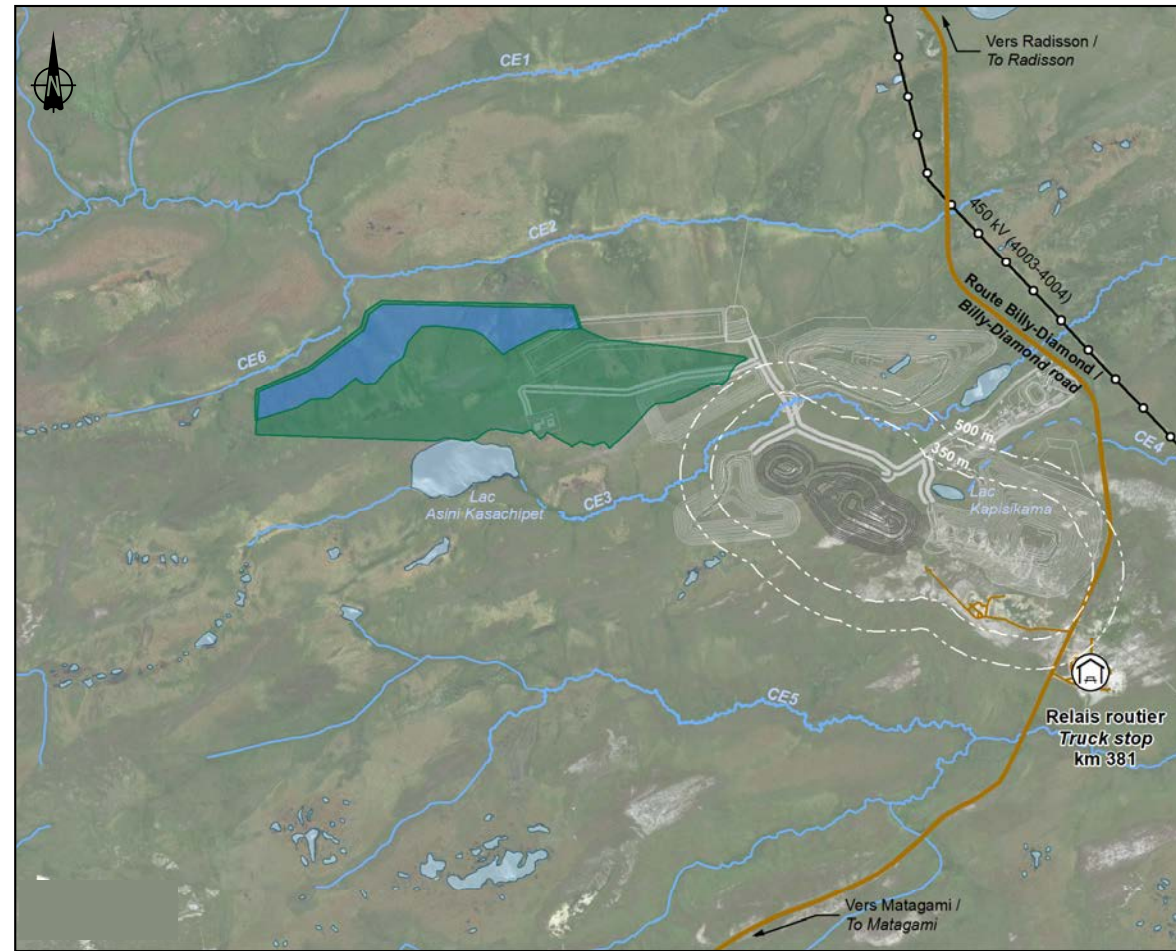 N
Vers Radisson /
To Radisson
CE1
450 kV (4003-4004)
CE2
Route Billy-Diamond /
Billy-Diamond road
CE6
500 m.
350 m.
CE4
Lac
Asini Kasachipet
CE3
Lac
Kapisikama
CE5
Relais routier
Truck stop
km 381
Vers Matagami /
To Matagami